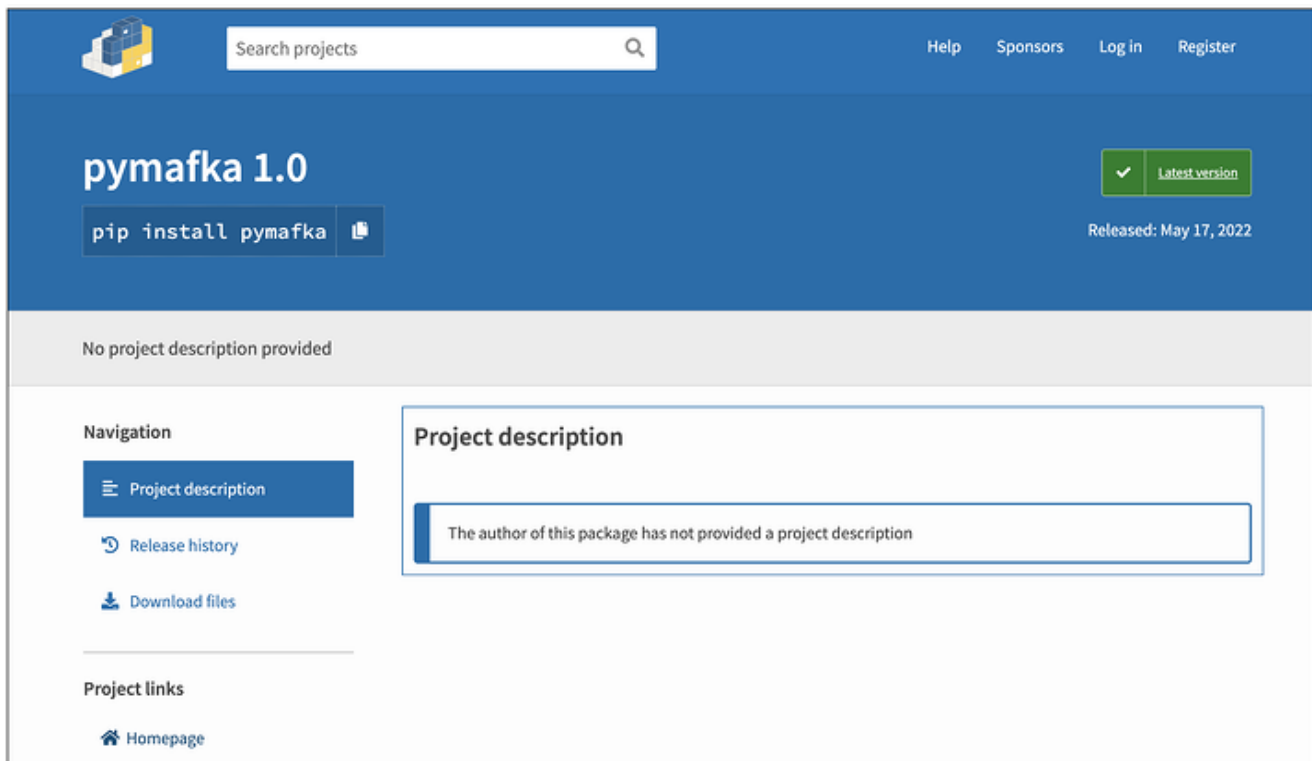 Search projects
Help Sponsors Log in Register
pymafka 1.0
Latest version
pip install pymafka
Released: May 17, 2022
No project description provided
Navigation
Project description
Project description
The author of this package has not provided a project description
Release history
Download files
Project links
Homepage